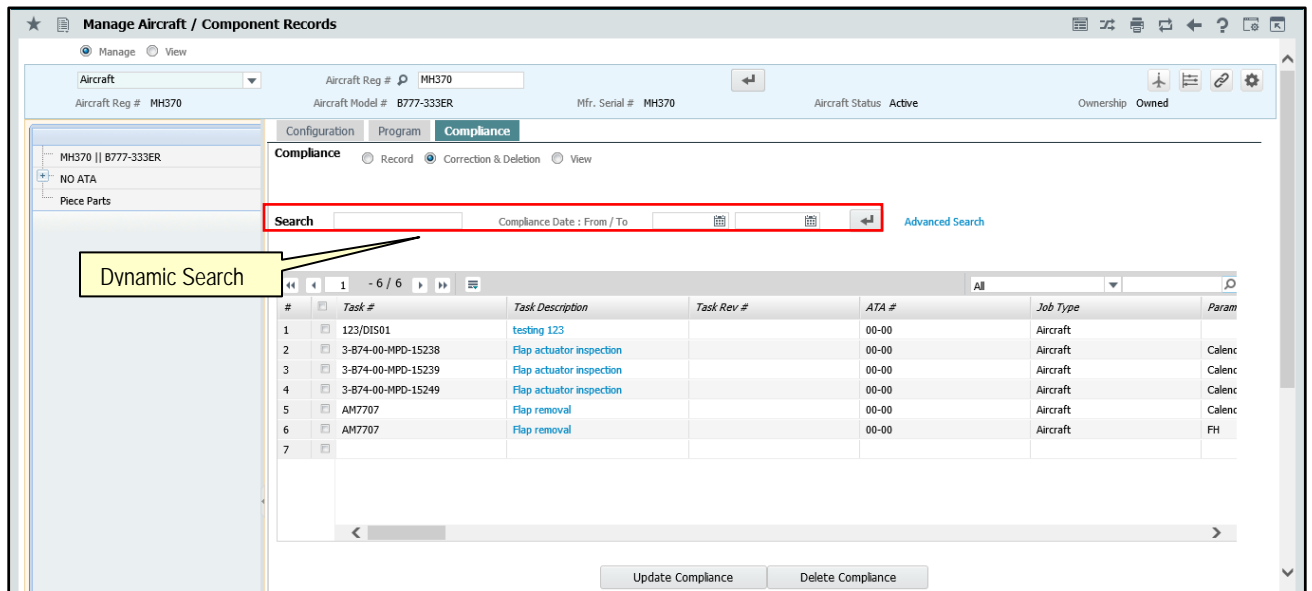 Manage Aircraft / Component Records
Manage View
Aircraft Aircraft Reg # MH370
Aircraft Reg # MH370 Aircraft Model # B777-333ER Mfr. Serial # MH370 Aircraft Status Active Ownership Owned
Configuration Program Compliance
MH370 || B777-333ER
NO ATA
Piece Parts
Compliance Record Correction & Deletion View
Search Compliance Date : From / To Advanced Search
Dynamic Search
1 - 6 / 6 All
# Task # Task Description Task Rev # ATA # Job Type Param
1 123/DIS01 testing 123 00-00 Aircraft
2 3-B74-00-MPD-15238 Flap actuator inspection 00-00 Aircraft Calenc
3 3-B74-00-MPD-15239 Flap actuator inspection 00-00 Aircraft Calenc
4 3-B74-00-MPD-15249 Flap actuator inspection 00-00 Aircraft Calenc
5 AM7707 Flap removal 00-00 Aircraft Calenc
6 AM7707 Flap removal 00-00 Aircraft FH
7
Update Compliance Delete Compliance